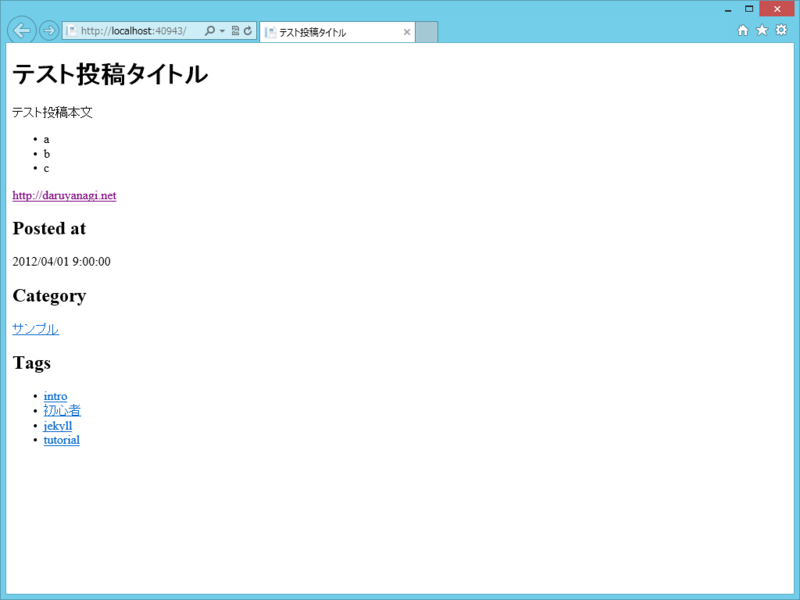 http://localhost:40943/
テスト投稿タイトル
テスト投稿タイトル
テスト投稿本文
a
b
c
http://daruyanagi.net
Posted at
2012/04/01 9:00:00
Category
サンプル
Tags
intro
初心者
jekyll
tutorial